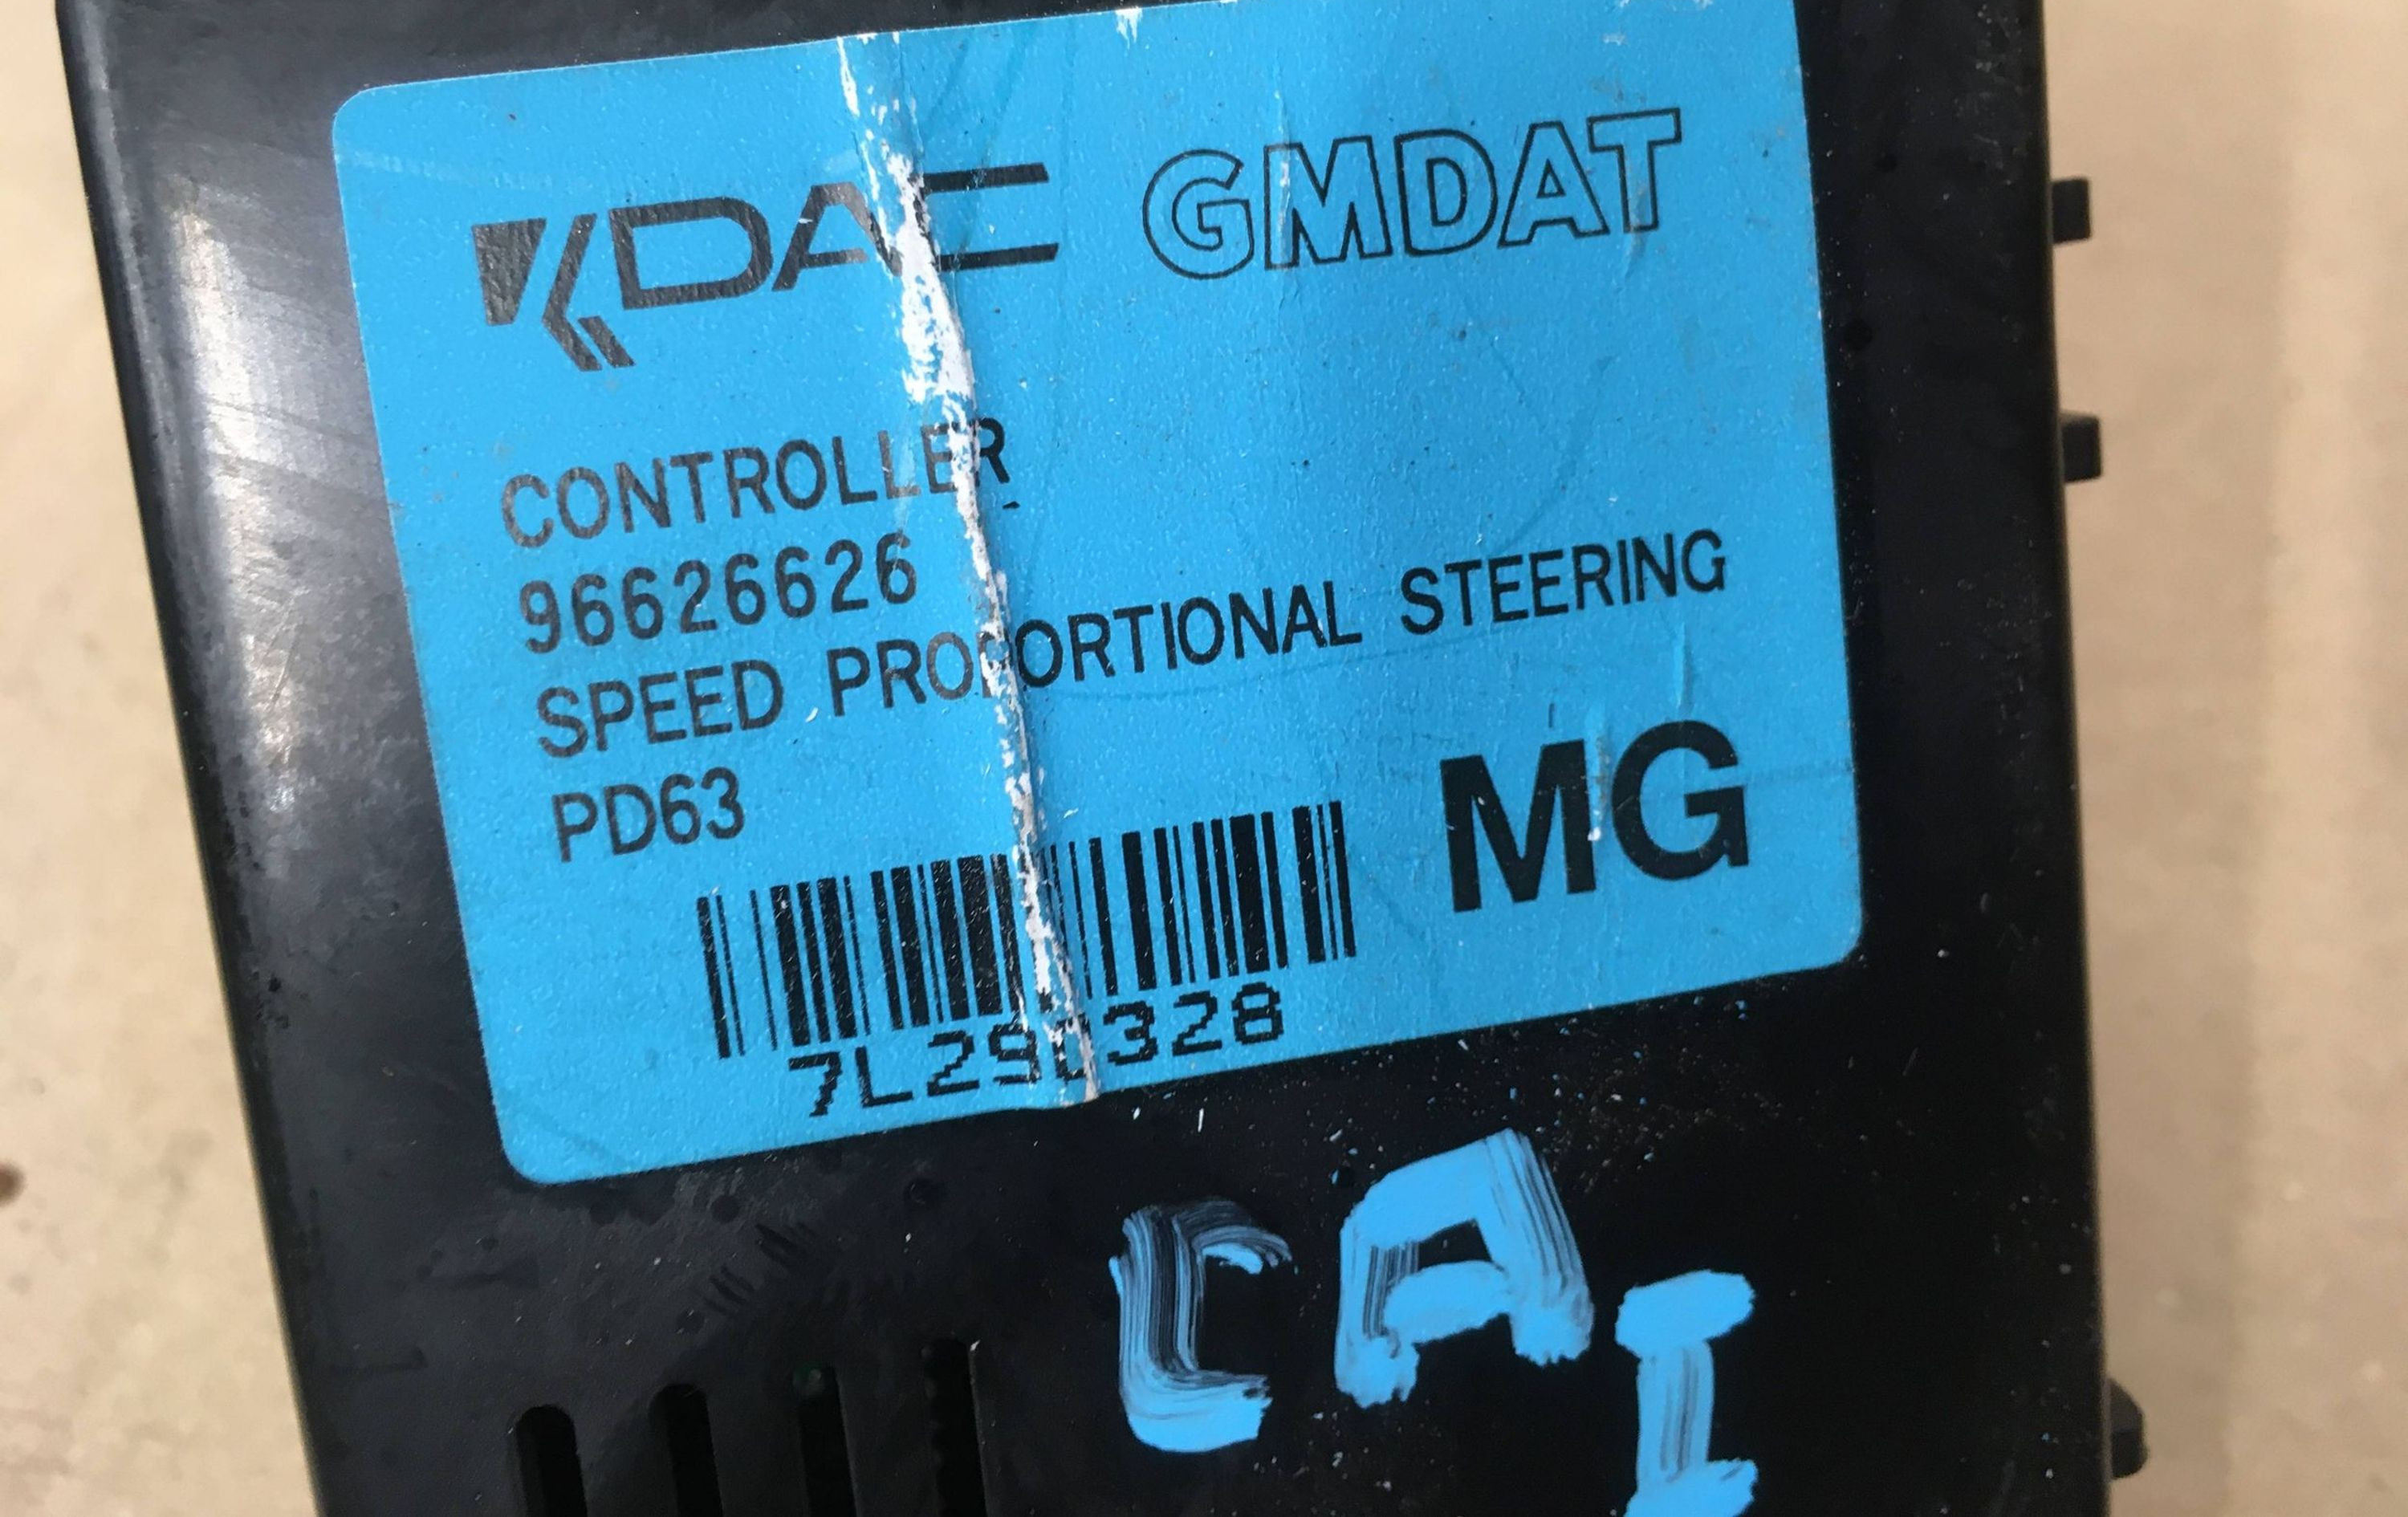 KDAC GMDAT
CONTROLLER
96626626
SPEED PROPORTIONAL STEERING
PD63
MG
CAI